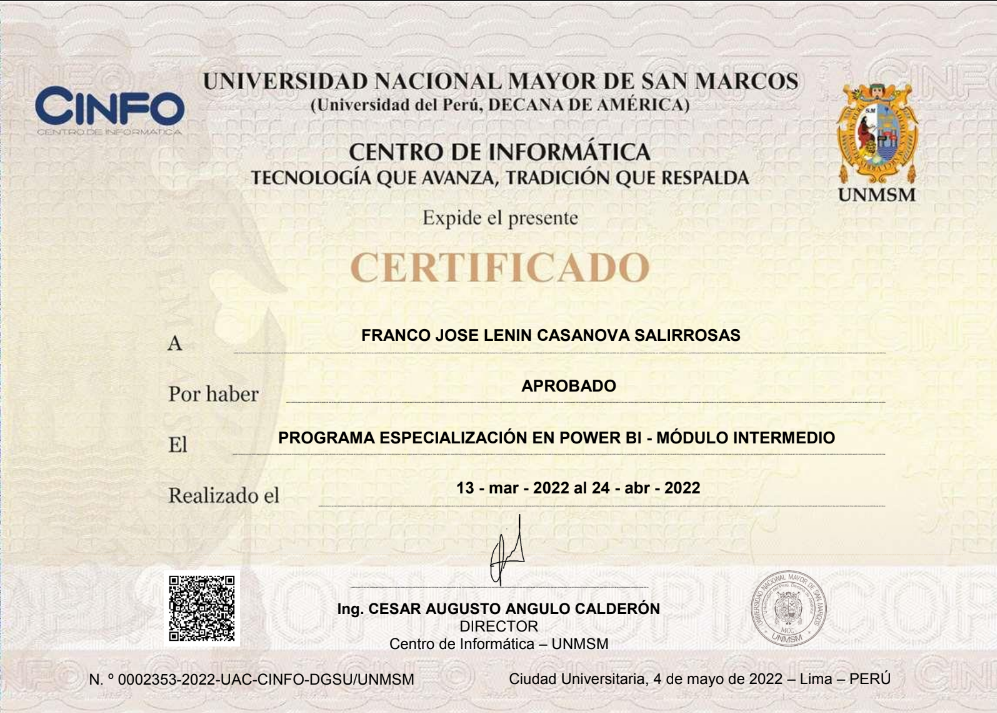 UNIVERSIDAD NACIONAL MAYOR DE SAN MARCOS
(Universidad del Perú, DECANA DE AMÉRICA)
CINFO
CENTRO DE INFORMATICA
CENTRO DE INFORMÁTICA
TECNOLOGÍA QUE AVANZA, TRADICIÓN QUE RESPALDA
UNMSM
Expide el presente
CERTIFICADO
A FRANCO JOSE LENIN CASANOVA SALIRROSAS
Por haber APROBADO
El PROGRAMA ESPECIALIZACIÓN EN POWER BI - MÓDULO INTERMEDIO
Realizado el 13 - mar - 2022 al 24 - abr - 2022
Ing. CESAR AUGUSTO ANGULO CALDERÓN
DIRECTOR
Centro de Informática – UNMSM
UNIVERSIDAD NACIONAL MAYOR DE SAN MARCOS
UNMSM
N. º 0002353-2022-UAC-CINFO-DGSU/UNMSM
Ciudad Universitaria, 4 de mayo de 2022 – Lima – PERÚ